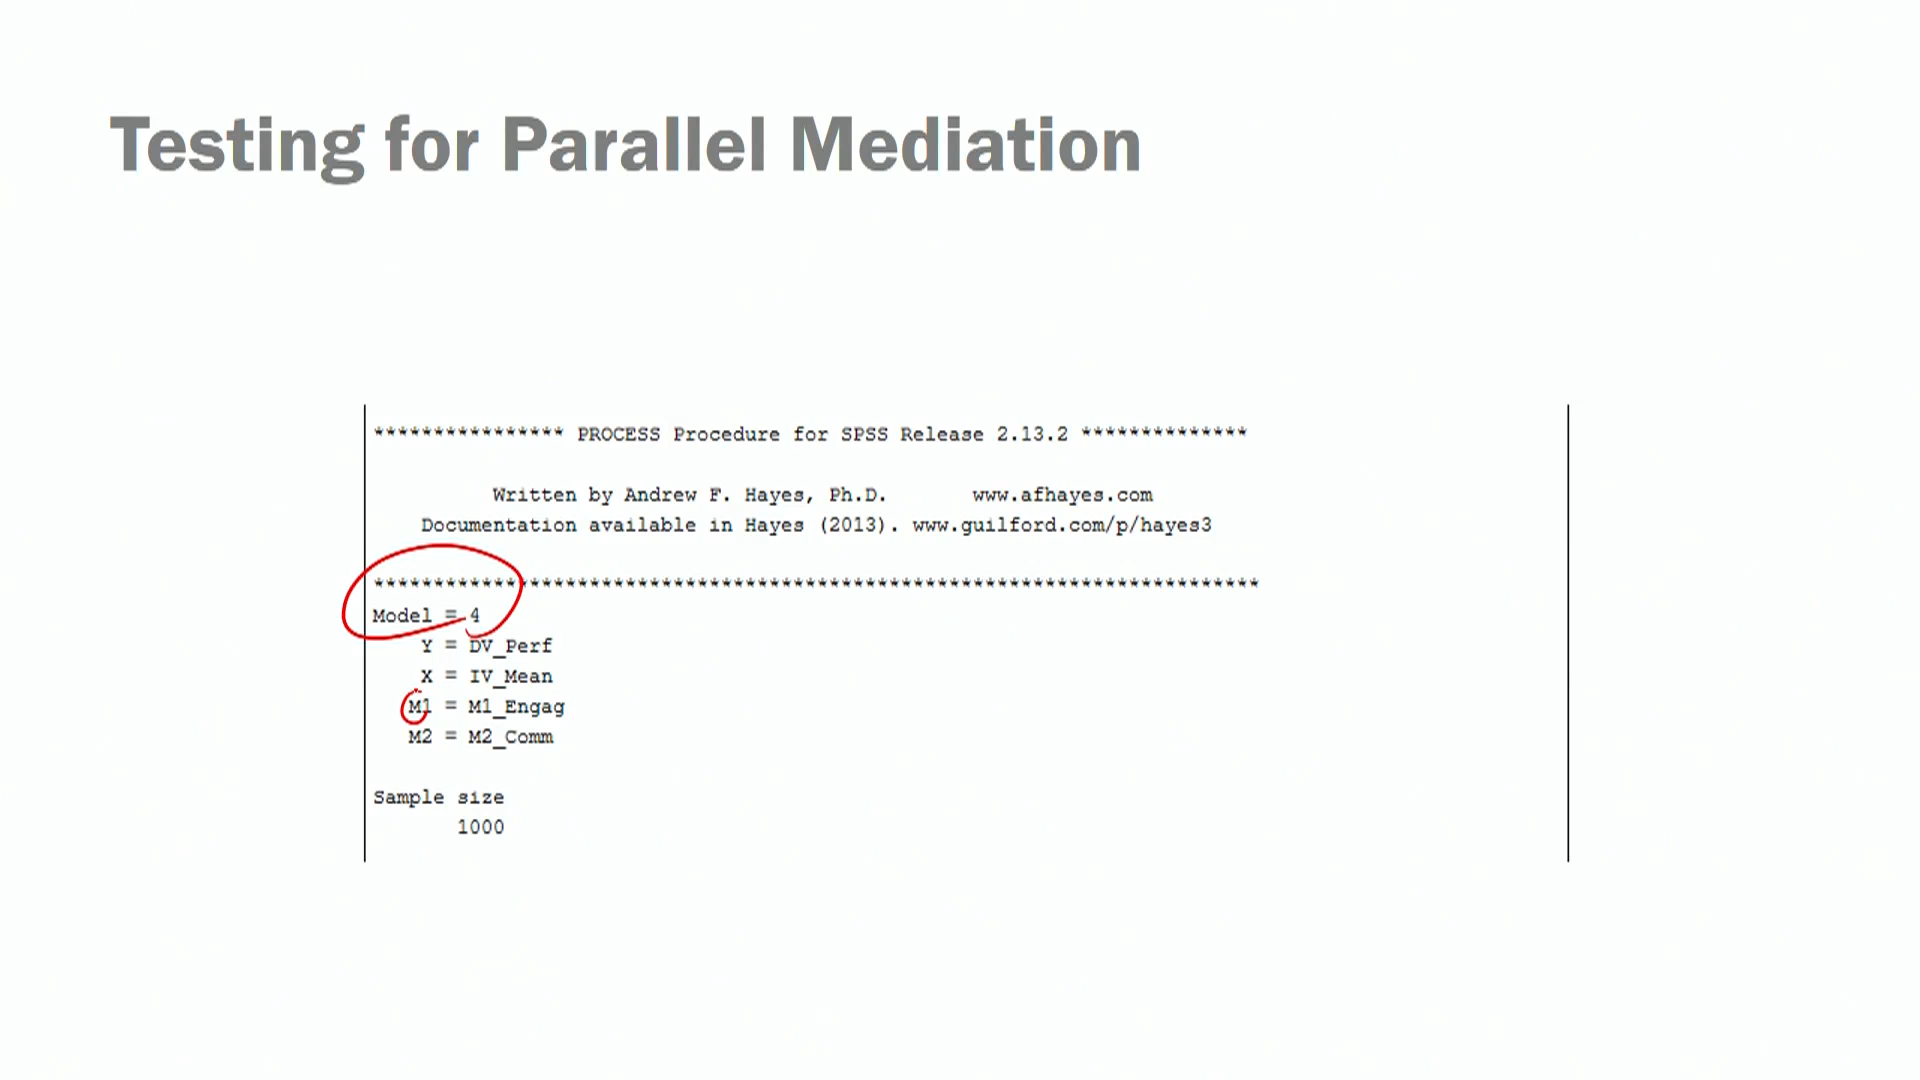 Testing for Parallel Mediation
**************** PROCESS Procedure for SPSS Release 2.13.2 **************
Written by Andrew F. Hayes, Ph.D. www.afhayes.com
Documentation available in Hayes (2013). www.guilford.com/p/hayes3
**************************************************************************
Model = 4
Y = DV_Perf
X = IV_Mean
M1 = M1_Engag
M2 = M2_Comm
Sample size
1000